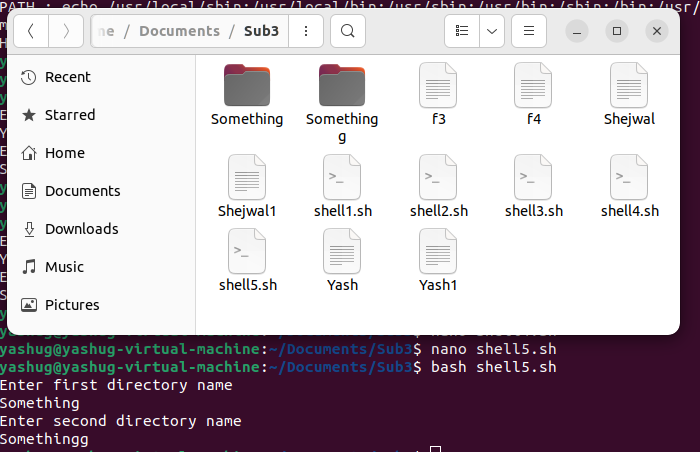 PATH : echo /usr/local/sbin:/usr/local/bin:/usr/sbin:/usr/bin:/sbin:/bin:/usr/
ne / Documents / Sub3
Recent
Starred
Home
Documents
Downloads
Music
Pictures
Something
Something
g
f3
f4
Shejwal
Shejwal1
shell1.sh
shell2.sh
shell3.sh
shell4.sh
shell5.sh
Yash
Yash1
yashug@yashug-virtual-machine:~/Documents/Sub3$ nano shell5.sh
yashug@yashug-virtual-machine:~/Documents/Sub3$ bash shell5.sh
Enter first directory name
Something
Enter second directory name
Somethingg